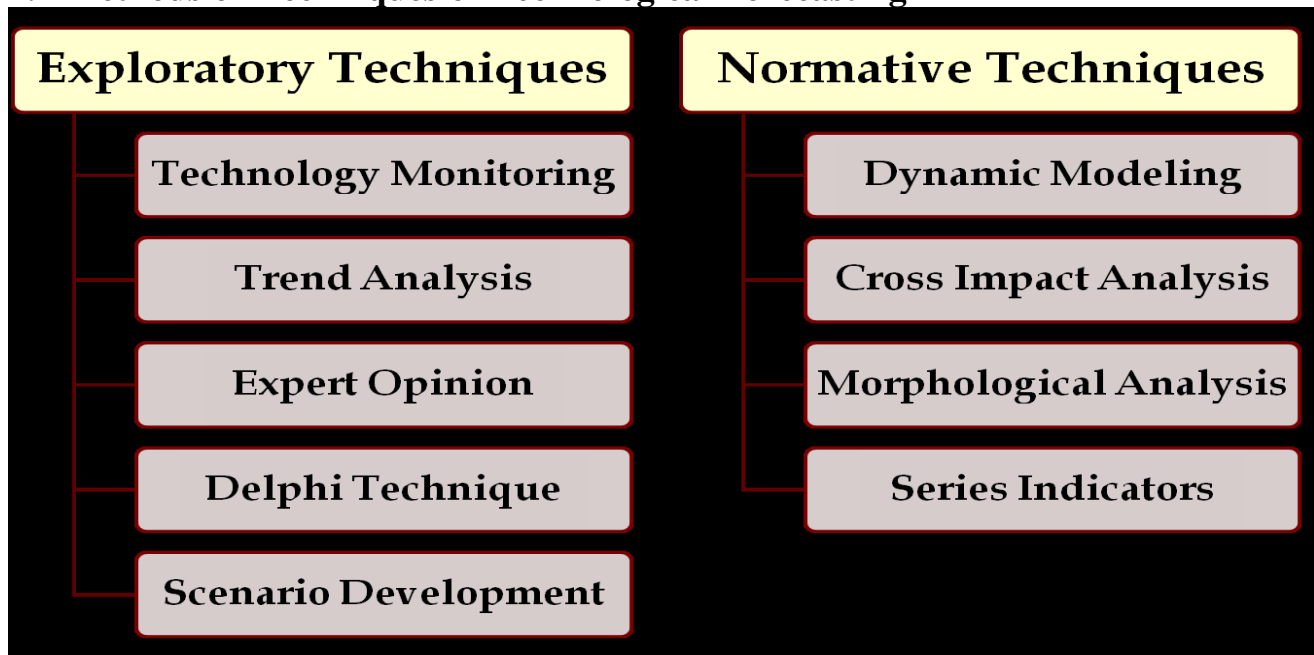 Exploratory Techniques
Technology Monitoring
Trend Analysis
Expert Opinion
Delphi Technique
Scenario Development
Normative Techniques
Dynamic Modeling
Cross Impact Analysis
Morphological Analysis
Series Indicators